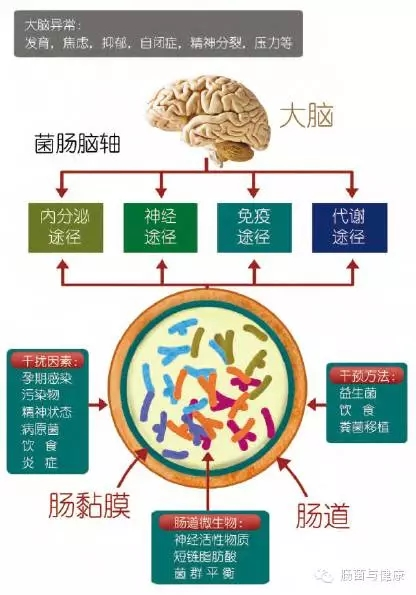 大脑异常:
发育, 焦虑, 抑郁, 自闭症, 精神分裂, 压力等
大脑
菌肠脑轴
内分泌
途径
神经
途径
免疫
途径
代谢
途径
干扰因素:
孕期感染
污染物
精神状态
病原菌
饮 食
炎 症
干预方法:
益生菌
饮 食
粪菌移植
肠黏膜
肠道
肠道微生物:
神经活性物质
短链脂肪酸
菌群平衡
肠菌与健康